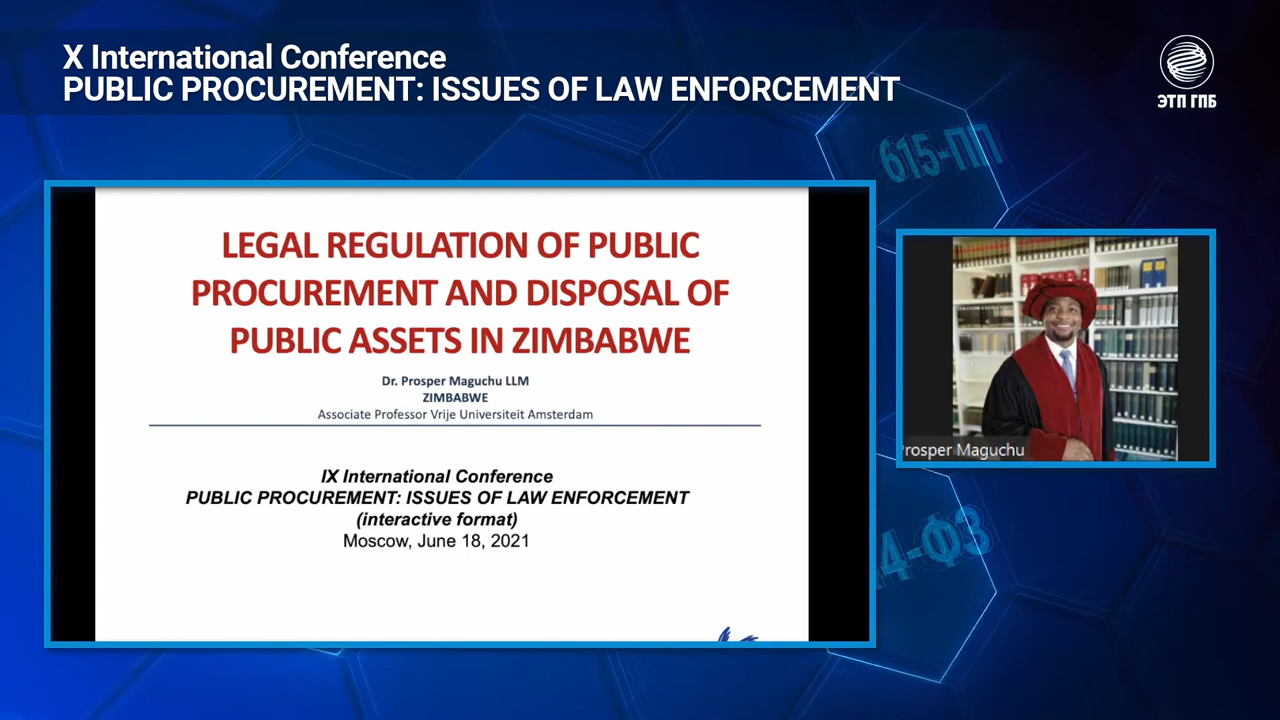 X International Conference
PUBLIC PROCUREMENT: ISSUES OF LAW ENFORCEMENT
ЭТП ГПБ
615-ПП
LEGAL REGULATION OF PUBLIC
PROCUREMENT AND DISPOSAL OF
PUBLIC ASSETS IN ZIMBABWE
Dr. Prosper Maguchu LLM
ZIMBABWE
Associate Professor Vrije Universiteit Amsterdam
IX International Conference
PUBLIC PROCUREMENT: ISSUES OF LAW ENFORCEMENT
(interactive format)
Moscow, June 18, 2021
rosper Maguchu
4-ФЗ